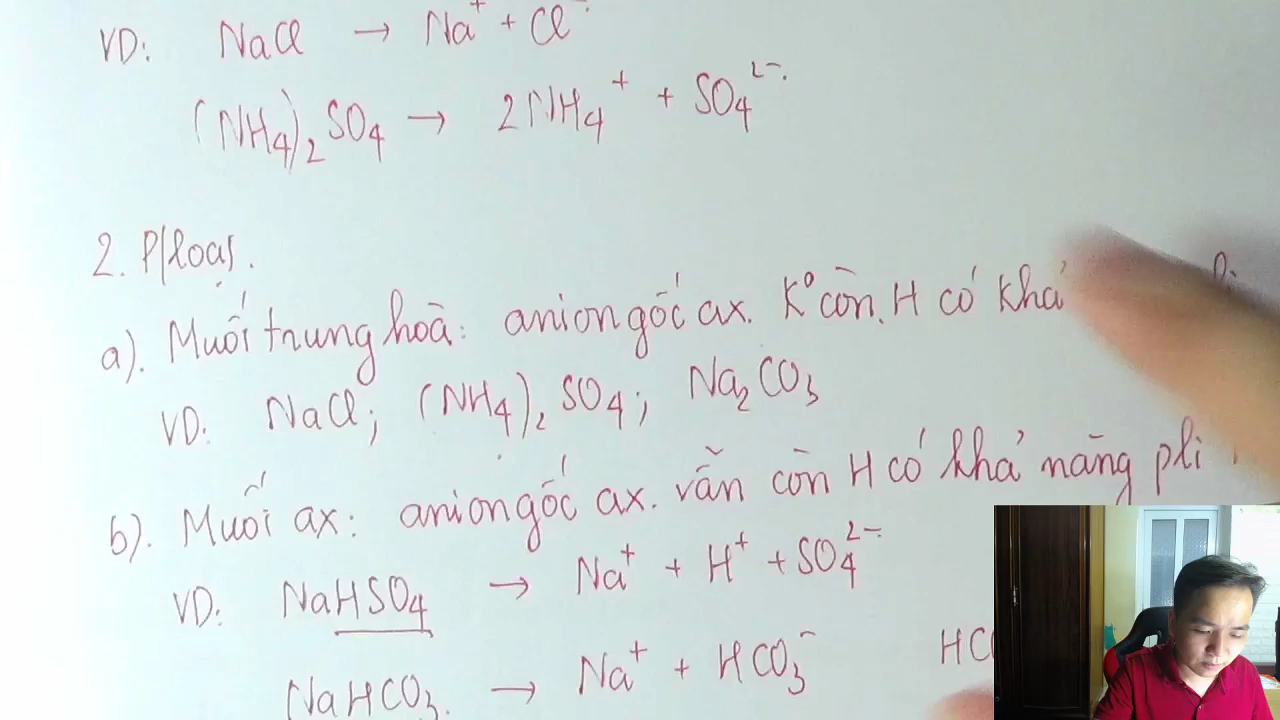 VD: NaCl → Na⁺ + Cl⁻
(NH₄)₂SO₄ → 2NH₄⁺ + SO₄²⁻.
2. P/loại.
a). Muối trung hoà: anion gốc ax. Kº còn H có khả
VD: NaCl; (NH₄)₂SO₄; Na₂CO₃
b). Muối ax: anion gốc ax. vẫn còn H có khả năng pli
VD: NaHSO₄ → Na⁺ + H⁺ + SO₄²⁻
NaHCO₃. → Na⁺ + HCO₃⁻ HC